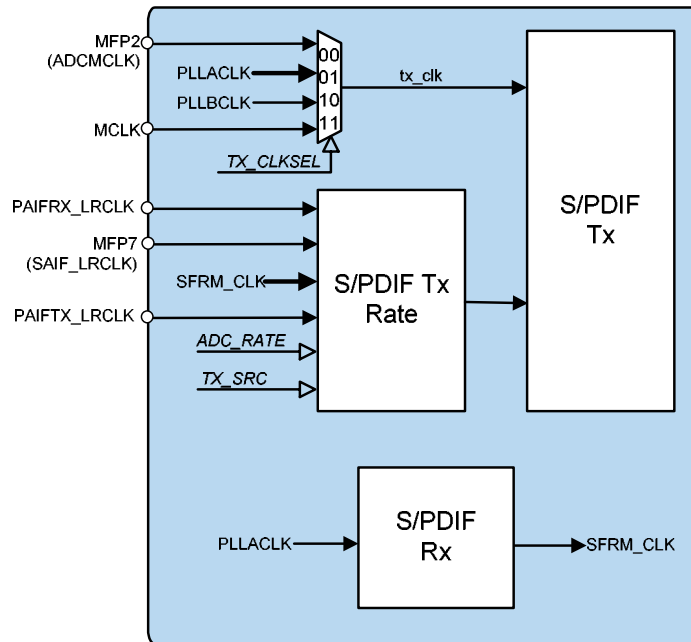 MFP2
(ADCMCLK)
PLLACLK
PLLBCLK
MCLK
00
01
10
11
tx_clk
TX_CLKSEL
S/PDIF
Tx
PAIFRX_LRCLK
MFP7
(SAIF_LRCLK)
SFRM_CLK
PAIFTX_LRCLK
ADC_RATE
TX_SRC
S/PDIF Tx
Rate
PLLACLK
S/PDIF
Rx
SFRM_CLK